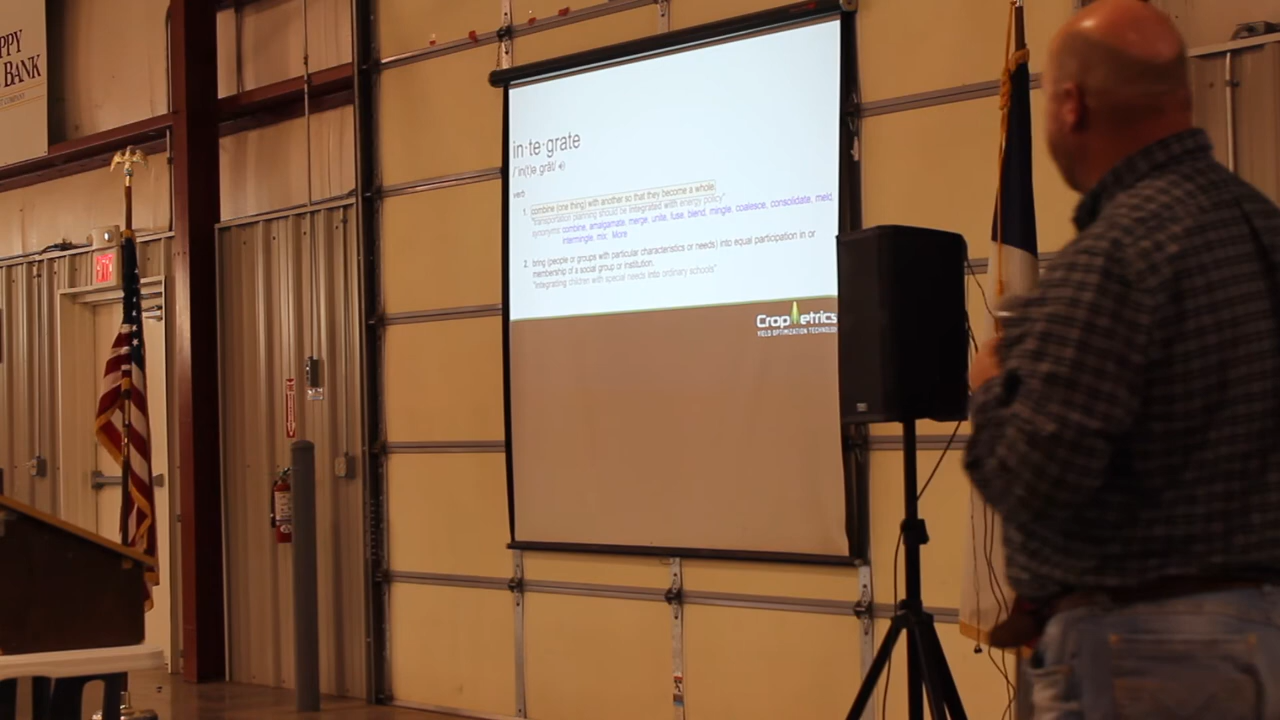 PPY
BANK
EXIT
in·te·grate
/ˈin(t)əˌgrāt/
verb
1. combine (one thing) with another so that they become a whole.
"transportation planning should be integrated with energy policy"
synonyms: combine, amalgamate, merge, unite, fuse, blend, mingle, coalesce, consolidate, meld,
intermingle, mix; More
2. bring (people or groups with particular characteristics or needs) into equal participation in or
membership of a social group or institution.
"integrating children with special needs into ordinary schools"
CropMetrics
YIELD OPTIMIZATION TECHNOLOG